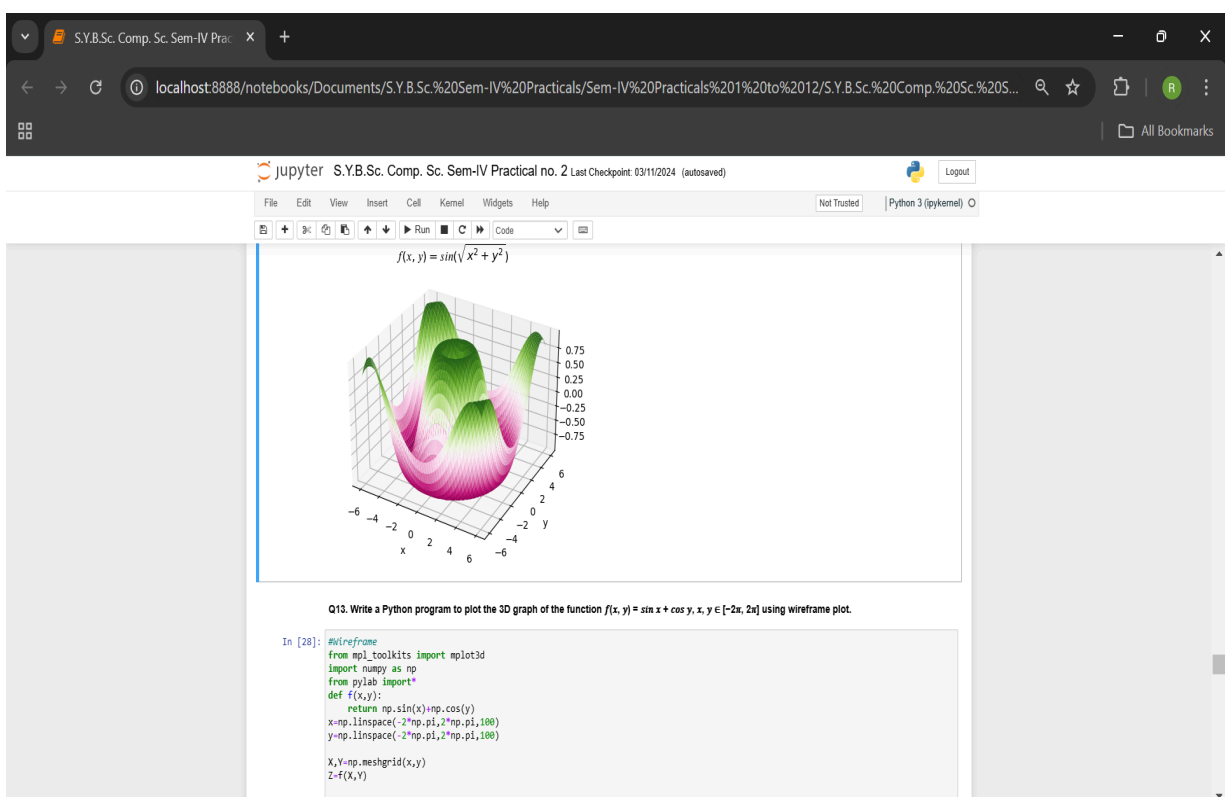 S.Y.B.Sc. Comp. Sc. Sem-IV Prac
localhost:8888/notebooks/Documents/S.Y.B.Sc.%20Sem-IV%20Practicals/Sem-IV%20Practicals%201%20to%2012/S.Y.B.Sc.%20Comp.%20Sc.%20S...
R
All Bookmarks
jupyter S.Y.B.Sc. Comp. Sc. Sem-IV Practical no. 2 Last Checkpoint: 03/11/2024 (autosaved)
Logout
File Edit View Insert Cell Kernel Widgets Help
Not Trusted Python 3 (ipykernel)
Run Code
f(x, y) = sin(√x² + y²)
0.75
0.50
0.25
0.00
−0.25
−0.50
−0.75
6
4
2
0
−2
−4
−6
y
−6
−4
−2
0
2
4
6
x
Q13. Write a Python program to plot the 3D graph of the function f(x, y) = sin x + cos y, x, y ∈ [−2π, 2π] using wireframe plot.
In [28]: #Wireframe
from mpl_toolkits import mplot3d
import numpy as np
from pylab import*
def f(x,y):
    return np.sin(x)+np.cos(y)
x=np.linspace(-2*np.pi,2*np.pi,100)
y=np.linspace(-2*np.pi,2*np.pi,100)
X,Y=np.meshgrid(x,y)
Z=f(X,Y)